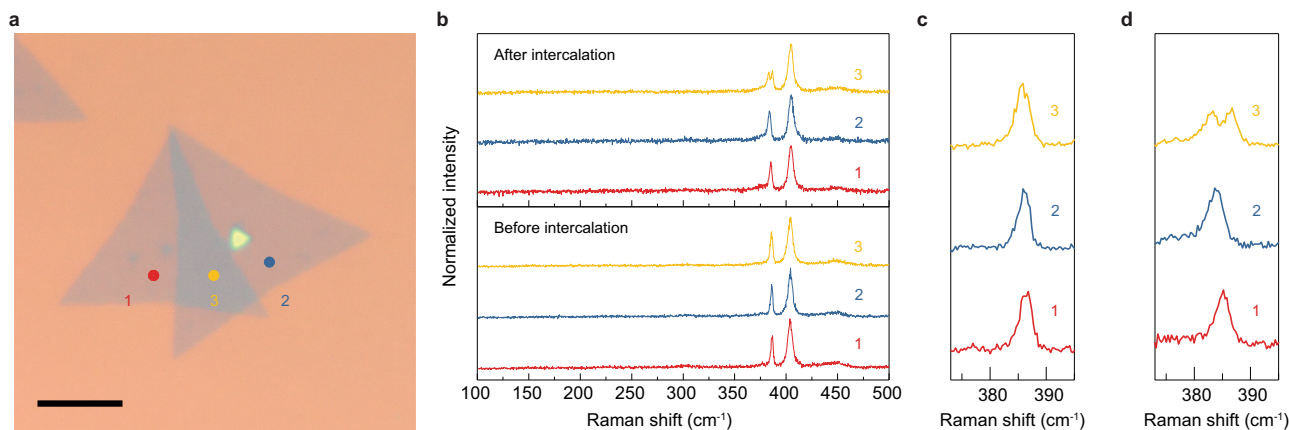 a
1
3
2
b
Normalized intensity
After intercalation
3
2
1
Before intercalation
3
2
1
100 150 200 250 300 350 400 450 500
Raman shift (cm⁻¹)
c
3
2
1
380 390
Raman shift (cm⁻¹)
d
3
2
1
380 390
Raman shift (cm⁻¹)